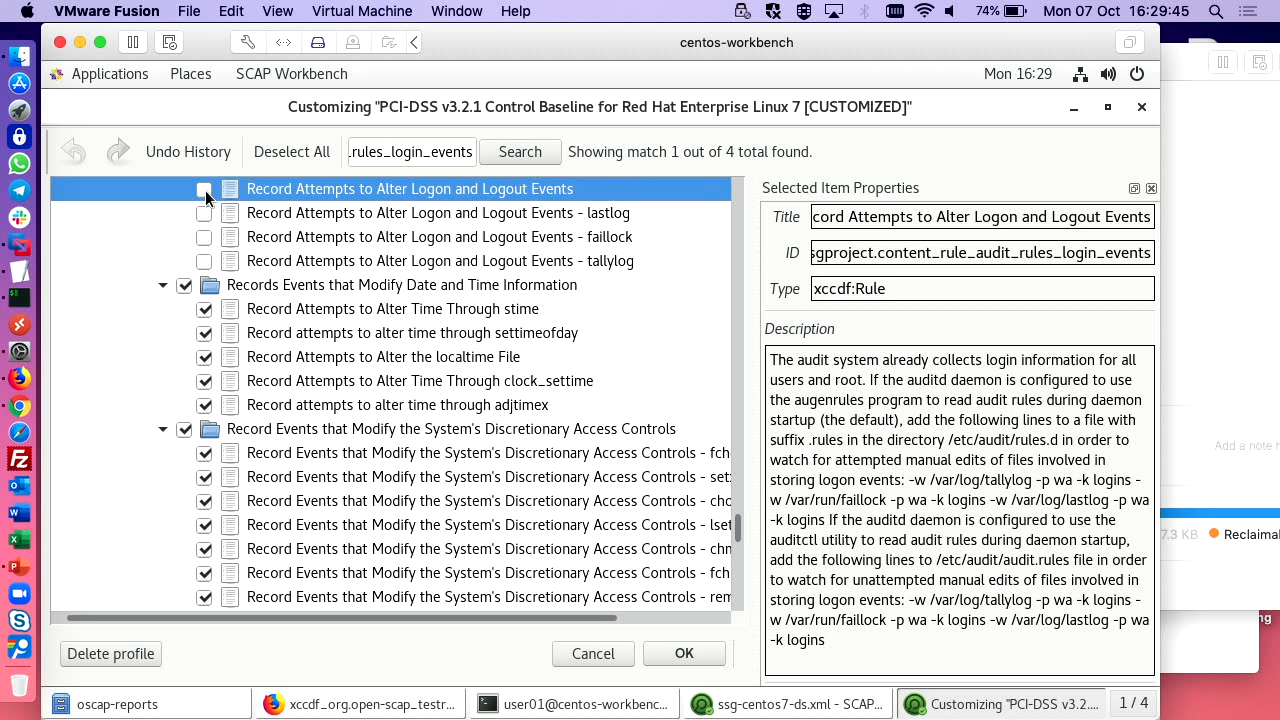 VMware Fusion File Edit View Virtual Machine Window Help 74% Mon 07 Oct 16:29:45
centos-workbench
Applications Places SCAP Workbench Mon 16:29
Customizing "PCI-DSS v3.2.1 Control Baseline for Red Hat Enterprise Linux 7 [CUSTOMIZED]"
Undo History Deselect All .rules_login_events Search Showing match 1 out of 4 total found.
Record Attempts to Alter Logon and Logout Events
Record Attempts to Alter Logon and Logout Events - lastlog
Record Attempts to Alter Logon and Logout Events - faillock
Record Attempts to Alter Logon and Logout Events - tallylog
Records Events that Modify Date and Time Information
Record Attempts to Alter Time Through stime
Record attempts to alter time through settimeofday
Record Attempts to Alter the localtime File
Record Attempts to Alter Time Through clock_settime
Record attempts to alter time through adjtimex
Record Events that Modify the System's Discretionary Access Controls
Record Events that Modify the System's Discretionary Access Controls - fch
Record Events that Modify the System's Discretionary Access Controls - set
Record Events that Modify the System's Discretionary Access Controls - cho
Record Events that Modify the System's Discretionary Access Controls - lset
Record Events that Modify the System's Discretionary Access Controls - chr
Record Events that Modify the System's Discretionary Access Controls - fch
Record Events that Modify the System's Discretionary Access Controls - rem
Delete profile Cancel OK
Selected Item Properties
Title cord Attempts to Alter Logon and Logout Events
ID sgproject.content_rule_audit_rules_login_events
Type xccdf:Rule
Description
The audit system already collects login information for all
users and root. If the auditd daemon is configured to use
the augenrules program to read audit rules during daemon
startup (the default), add the following lines to a file with
suffix .rules in the directory /etc/audit/rules.d in order to
watch for attempted manual edits of files involved in
storing logon events: -w /var/log/tallylog -p wa -k logins -
w /var/run/faillock -p wa -k logins -w /var/log/lastlog -p wa
-k logins If the auditd daemon is configured to use the
auditctl utility to read audit rules during daemon startup,
add the following lines to /etc/audit/audit.rules file in order
to watch for unattempted manual edits of files involved in
storing logon events: -w /var/log/tallylog -p wa -k logins -
w /var/run/faillock -p wa -k logins -w /var/log/lastlog -p wa
-k logins
Add a note h
7.3 KB Reclaimal
ng
oscap-reports xccdf_org.open-scap_testr... user01@centos-workbenc... ssg-centos7-ds.xml - SCAP... Customizing "PCI-DSS v3.2.... 1 / 4